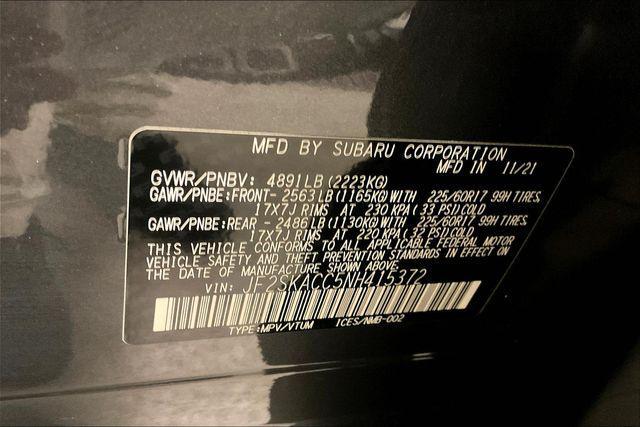 MFD BY SUBARU CORPORATION
MFD IN 11/21
GVWR/PNBV: 4891LB (2223KG)
GAWR/PNBE:FRONT- 2563LB (1165KG)WITH 225/60R17 99H TIRES
17X7J RIMS AT 230 KPA (33 PSI)COLD
GAWR/PNBE:REAR -2486LB (1130KG)WITH 225/60R17 99H TIRES,
17X7J RIMS AT 220 KPA (32 PSI)COLD
THIS VEHICLE CONFORMS TO ALL APPLICABLE FEDERAL MOTOR
VEHICLE SAFETY AND THEFT PREVENTION STANDARDS IN EFFECT ON
THE DATE OF MANUFACTURE SHOWN ABOVE.
VIN: JF2SKACC5NH415372
TYPE:MPV/VTUM ICES/NMB-002